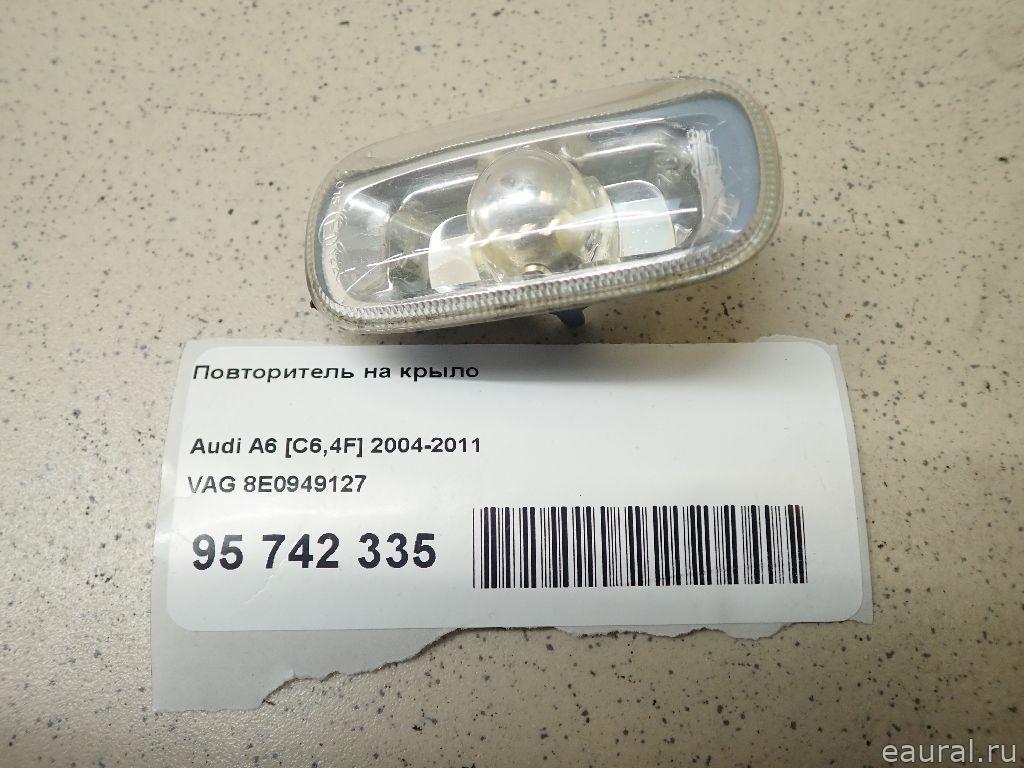 Повторитель на крыло
Audi A6 [C6,4F] 2004-2011
VAG 8E0949127
95 742 335
eaural.ru